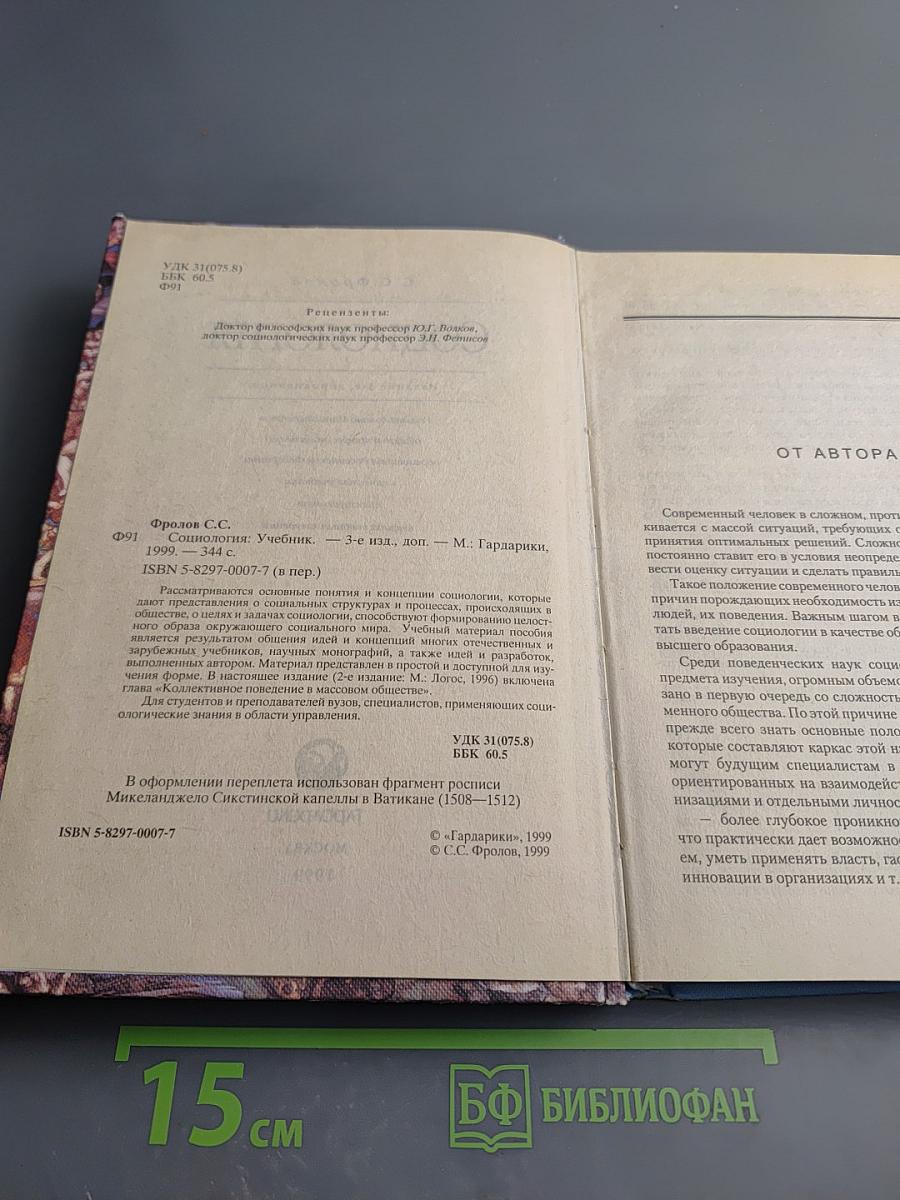 УДК 31(075.8)
ББК 60.5
Ф91
Рецензенты:
Доктор философских наук профессор Ю.Г. Волков,
доктор социологических наук профессор Э.Н. Фетисов
Фролов С.С.
Ф91 Социология: Учебник. — 3-е изд., доп. — М.: Гардарики,
1999. — 344 с.
ISBN 5-8297-0007-7 (в пер.)
Рассматриваются основные понятия и концепции социологии, которые
дают представления о социальных структурах и процессах, происходящих в
обществе, о целях и задачах социологии, способствуют формированию целост-
ного образа окружающего социального мира. Учебный материал пособия
является результатом общения идей и концепций многих отечественных и
зарубежных учебников, научных монографий, а также идей и разработок,
выполненных автором. Материал представлен в простой и доступной для изу-
чения форме. В настоящее издание (2-е издание: М.: Логос, 1996) включена
глава «Коллективное поведение в массовом обществе».
Для студентов и преподавателей вузов, специалистов, применяющих соци-
ологические знания в области управления.
УДК 31(075.8)
ББК 60.5
В оформлении переплета использован фрагмент росписи
Микеланджело Сикстинской капеллы в Ватикане (1508—1512)
ISBN 5-8297-0007-7
© «Гардарики», 1999
© С.С. Фролов, 1999
ОТ АВТОРА
Современный человек в сложном, проти
кивается с массой ситуаций, требующих
принятия оптимальных решений. Сложно
постоянно ставит его в условия неопреде
вести оценку ситуации и сделать правиль
Такое положение современного челов
причин порождающих необходимость из
людей, их поведения. Важным шагом в
тать введение социологии в качестве об
высшего образования.
Среди поведенческих наук соци
предмета изучения, огромным объемо
зано в первую очередь со сложность
менного общества. По этой причине
прежде всего знать основные поло
которые составляют каркас этой н
могут будущим специалистам в
ориентированных на взаимодейст
низациями и отдельными личнос
— более глубокое проникно
что практически дает возможнос
ем, уметь применять власть, гас
инновации в организациях и т.
15 см
БФ БИБЛИОФАН